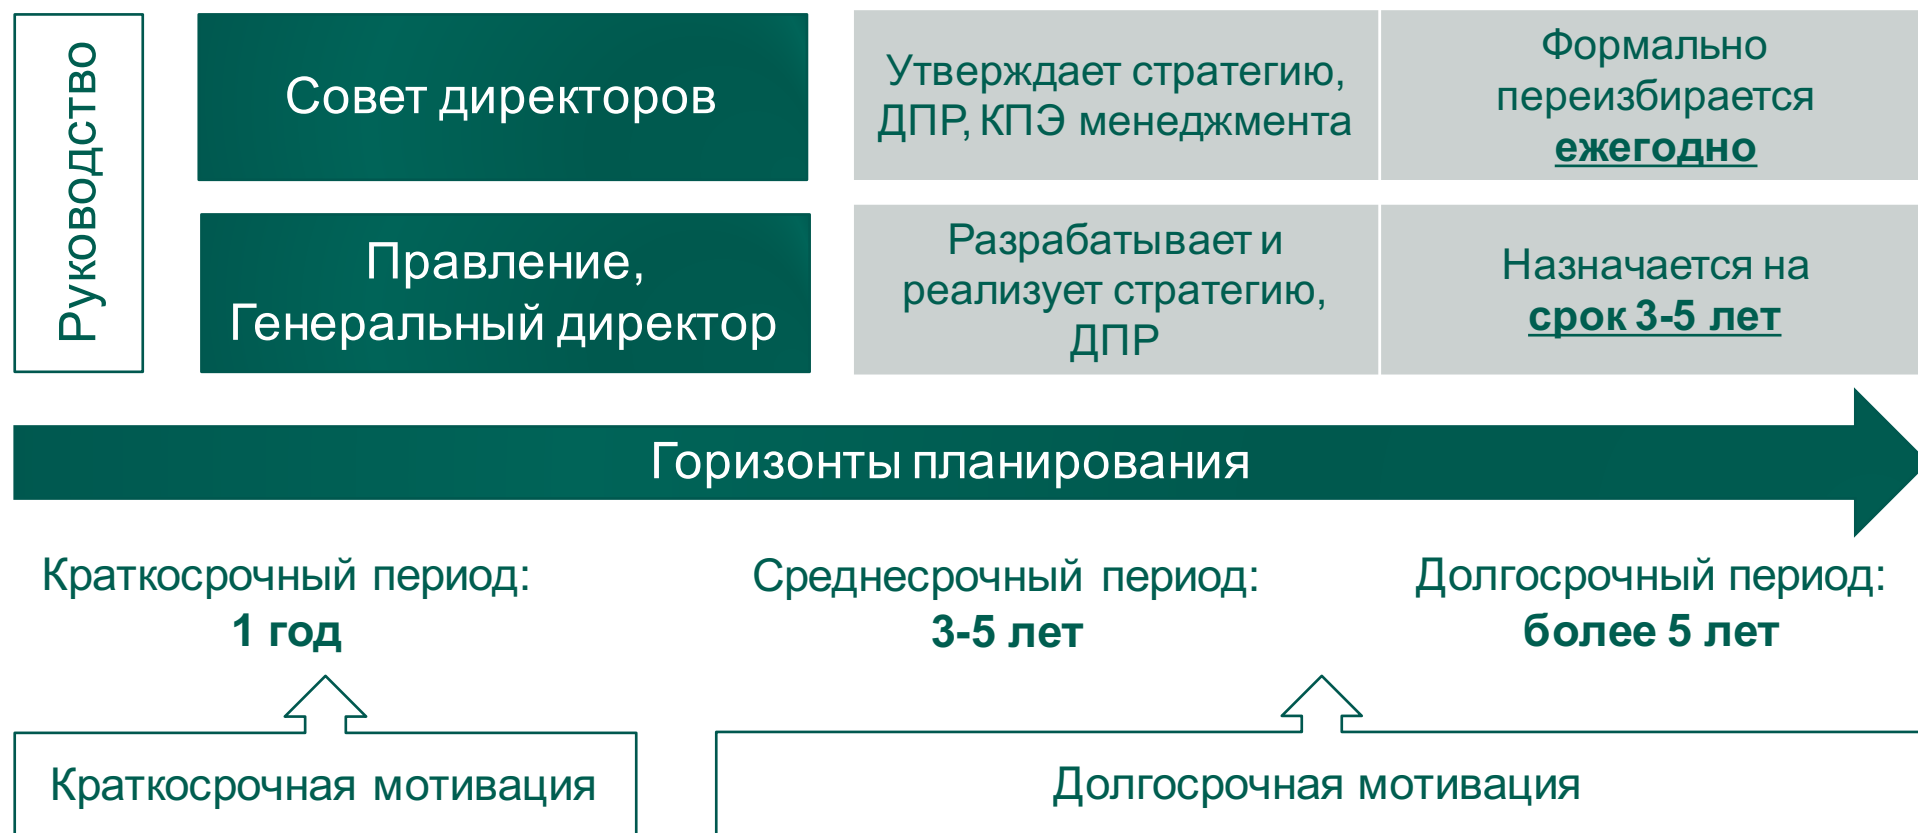 Руководство
Совет директоров
Утверждает стратегию,
ДПР, КПЭ менеджмента
Формально
переизбирается
ежегодно
Правление,
Генеральный директор
Разрабатывает и
реализует стратегию,
ДПР
Назначается на
срок 3-5 лет
Горизонты планирования
Краткосрочный период:
1 год
Среднесрочный период:
3-5 лет
Долгосрочный период:
более 5 лет
Краткосрочная мотивация
Долгосрочная мотивация